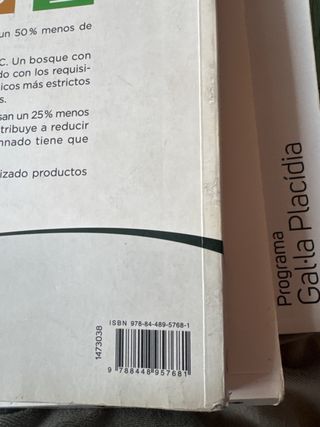 un 50% menos de
C. Un bosque con
do con los requisi-
icos más estrictos
s.
san un 25% menos
tribuye a reducir
nnado tiene que
izado productos
ISBN 978-84-489-5768-1
9 788448 957681
1473038
Programa
Gal·la Placídia